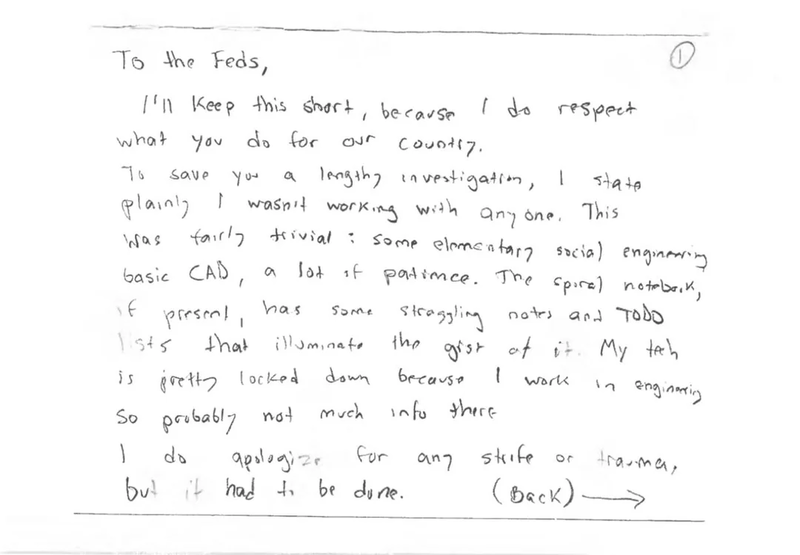 ①
To the Feds,
I'll keep this short, because I do respect
what you do for our country.
To save you a lengthy investigation, I state
plainly I wasn't working with anyone. This
was fairly trivial: some elementary social engineering
basic CAD, a lot of patience. The spiral notebook,
if present, has some straggling notes and TODO
lists that illuminate the gist of it. My tech
is pretty locked down because I work in engineering
so probably not much info there
I do apologize for any strife or trauma,
but it had to be done. (Back) →